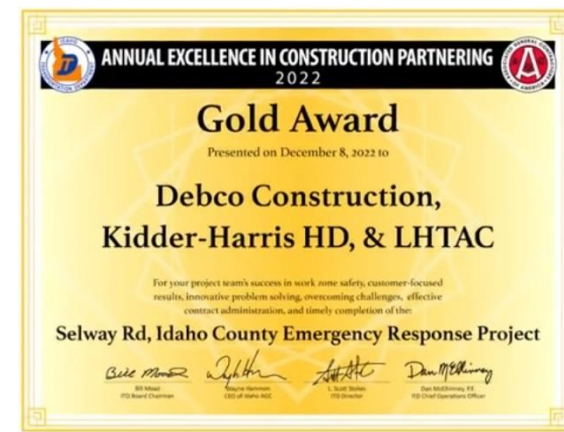 ANNUAL EXCELLENCE IN CONSTRUCTION PARTNERING
2022
Gold Award
Presented on December 8, 2022 to
Debco Construction,
Kidder-Harris HD, & LHTAC
For your project team's success in work zone safety, customer-focused
results, innovative problem solving, overcoming challenges, effective
contract administration, and timely completion of the:
Selway Rd, Idaho County Emergency Response Project
Bill Moad
ITD Board Chairman
Wayne Hammon
CEO of Idaho AGC
L. Scott Stokes
ITD Director
Dan McElhinney, P.E
ITD Chief Operations Officer